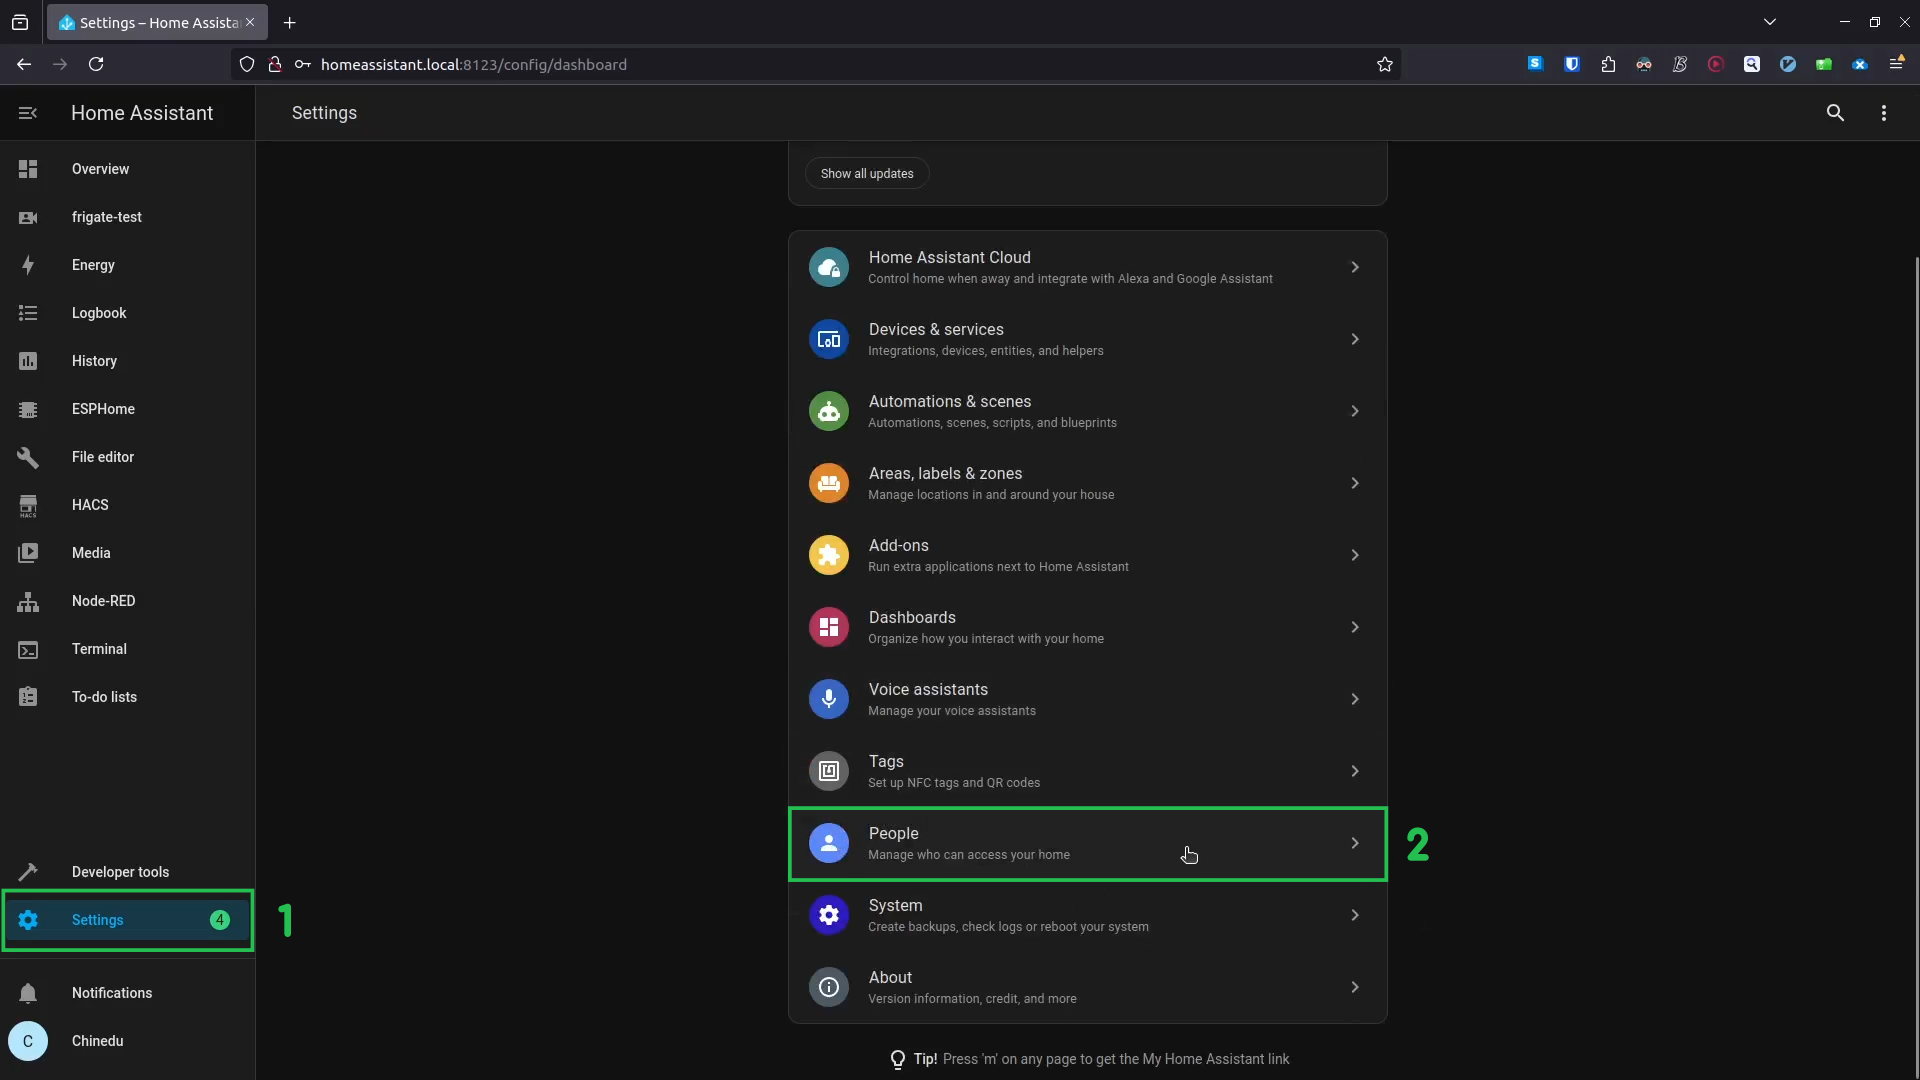 Settings – Home Assista
homeassistant.local:8123/config/dashboard
Home Assistant
Settings
Overview
frigate-test
Energy
Logbook
History
ESPHome
File editor
HACS
HACS
Media
Node-RED
Terminal
To-do lists
Developer tools
Settings
4
1
Notifications
C
Chinedu
Show all updates
Home Assistant Cloud
Control home when away and integrate with Alexa and Google Assistant
Devices & services
Integrations, devices, entities, and helpers
Automations & scenes
Automations, scenes, scripts, and blueprints
Areas, labels & zones
Manage locations in and around your house
Add-ons
Run extra applications next to Home Assistant
Dashboards
Organize how you interact with your home
Voice assistants
Manage your voice assistants
Tags
Set up NFC tags and QR codes
People
Manage who can access your home
2
System
Create backups, check logs or reboot your system
About
Version information, credit, and more
Tip! Press 'm' on any page to get the My Home Assistant link